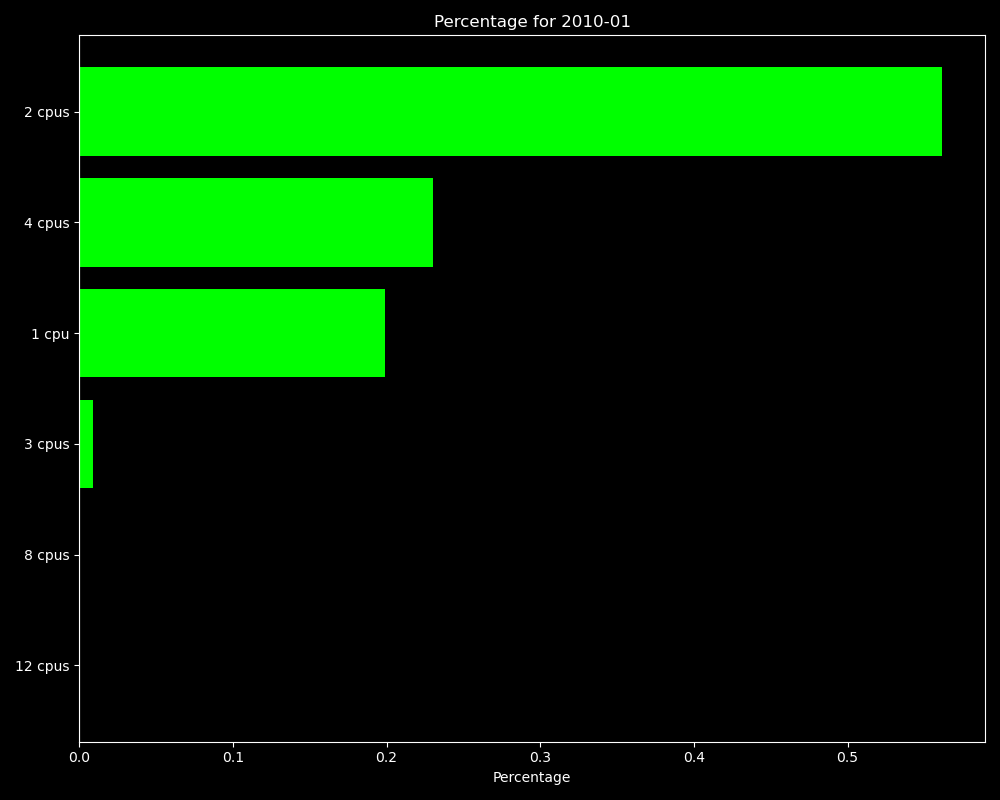 Percentage for 2010-01
2 cpus
4 cpus
1 cpu
3 cpus
8 cpus
12 cpus
0.0 0.1 0.2 0.3 0.4 0.5
Percentage